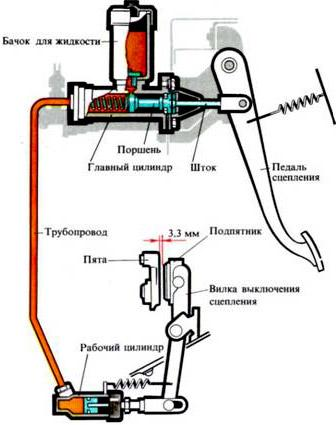 Бачок для жидкости
Поршень
Главный цилиндр
Шток
Педаль
сцепления
Трубопровод
3,3 мм
Подпятник
Пята
Вилка выключения
сцепления
Рабочий цилиндр